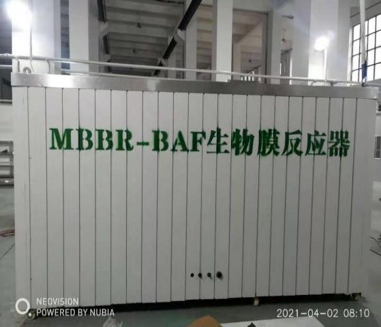 MBBR-BAF生物膜反应器
NEOVISION
POWERED BY NUBIA
2021-04-02 08:10